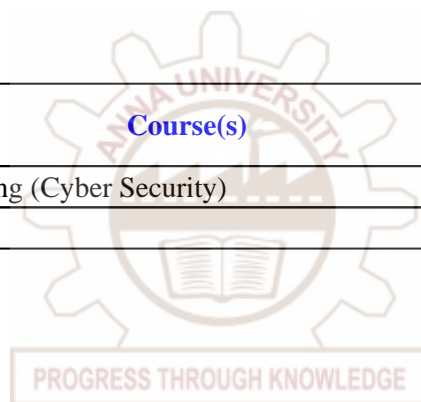 ANNA UNIVERSITY
Course(s)
ng (Cyber Security)
PROGRESS THROUGH KNOWLEDGE